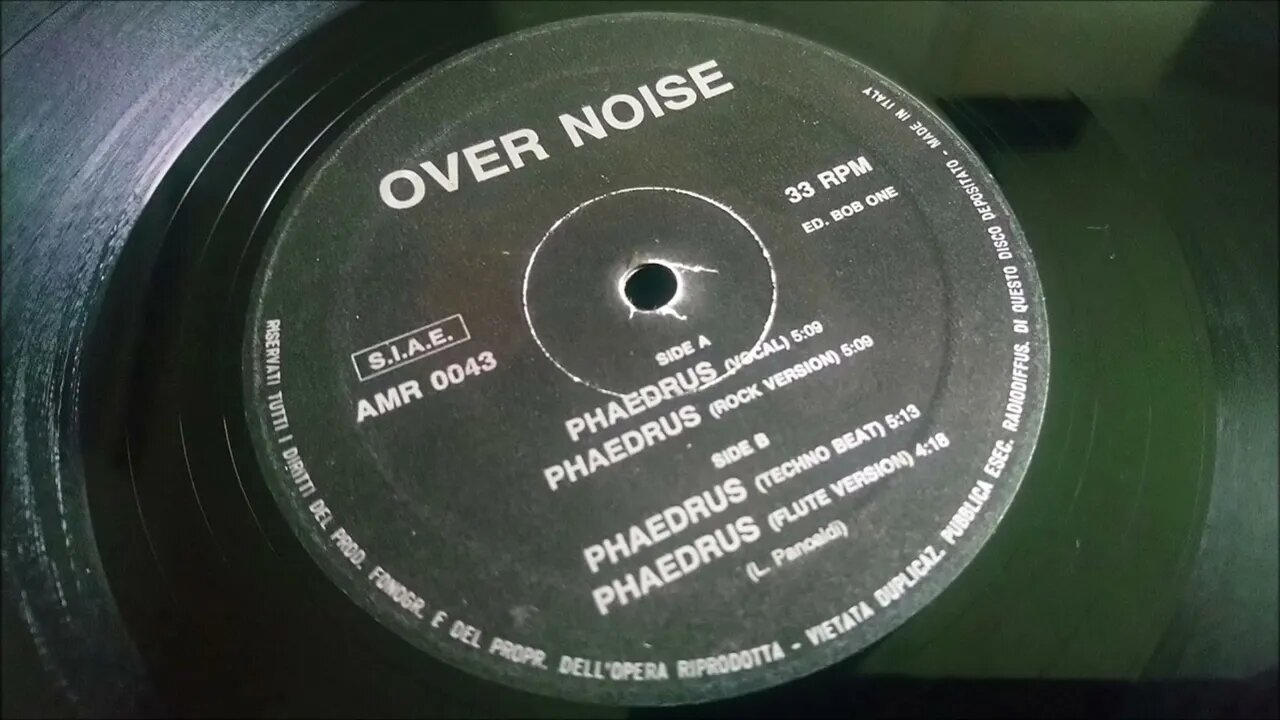 OVER NOISE
33 RPM
ED. BOB ONE
S.I.A.E.
AMR 0043
SIDE A
PHAEDRUS (VOCAL) 5:09
PHAEDRUS (ROCK VERSION) 5:09
SIDE B
PHAEDRUS (TECHNO BEAT) 5:13
PHAEDRUS (FLUTE VERSION) 4:18
(L. Pancaldi)
RISERVATI TUTTI I DIRITTI DEL PROD. FONOGR. E DEL PROPR. DELL'OPERA RIPRODOTTA - VIETATA DUPLICAZ. PUBBLICA ESEC. RADIODIFFUS. DI QUESTO DISCO DEPOSITATO - MADE IN ITALY